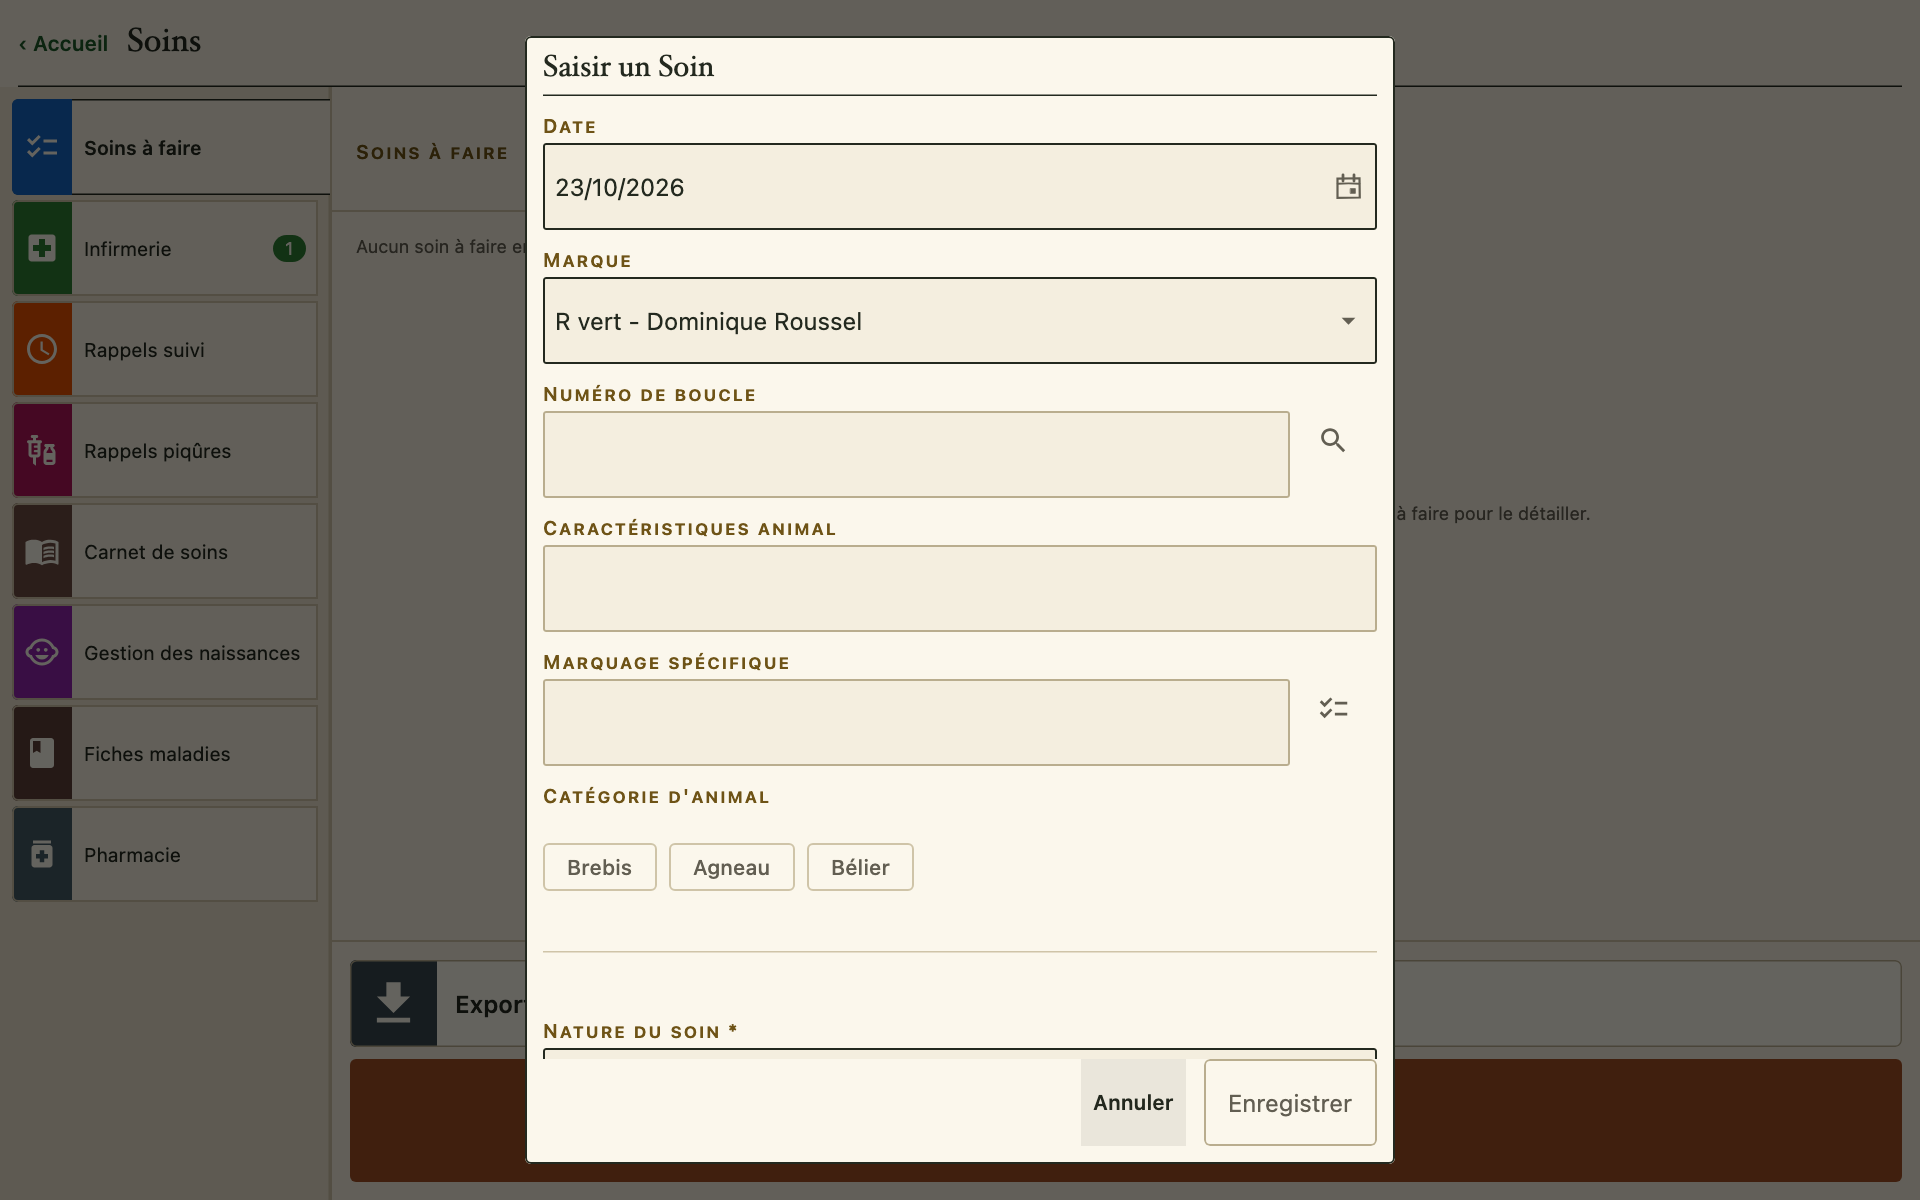 ‹ Accueil Soins
Soins à faire
Infirmerie 1
Rappels suivi
Rappels piqûres
Carnet de soins
Gestion des naissances
Fiches maladies
Pharmacie
SOINS À FAIRE
Aucun soin à faire
à faire pour le détailler.
Saisir un Soin
DATE
23/10/2026
MARQUE
R vert - Dominique Roussel
NUMÉRO DE BOUCLE
CARACTÉRISTIQUES ANIMAL
MARQUAGE SPÉCIFIQUE
CATÉGORIE D'ANIMAL
Brebis Agneau Bélier
NATURE DU SOIN *
Annuler Enregistrer